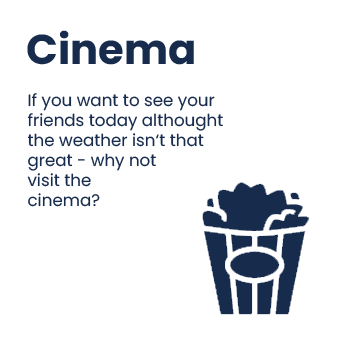 Cinema
If you want to see your
friends today althought
the weather isn't that
great - why not
visit the
cinema?